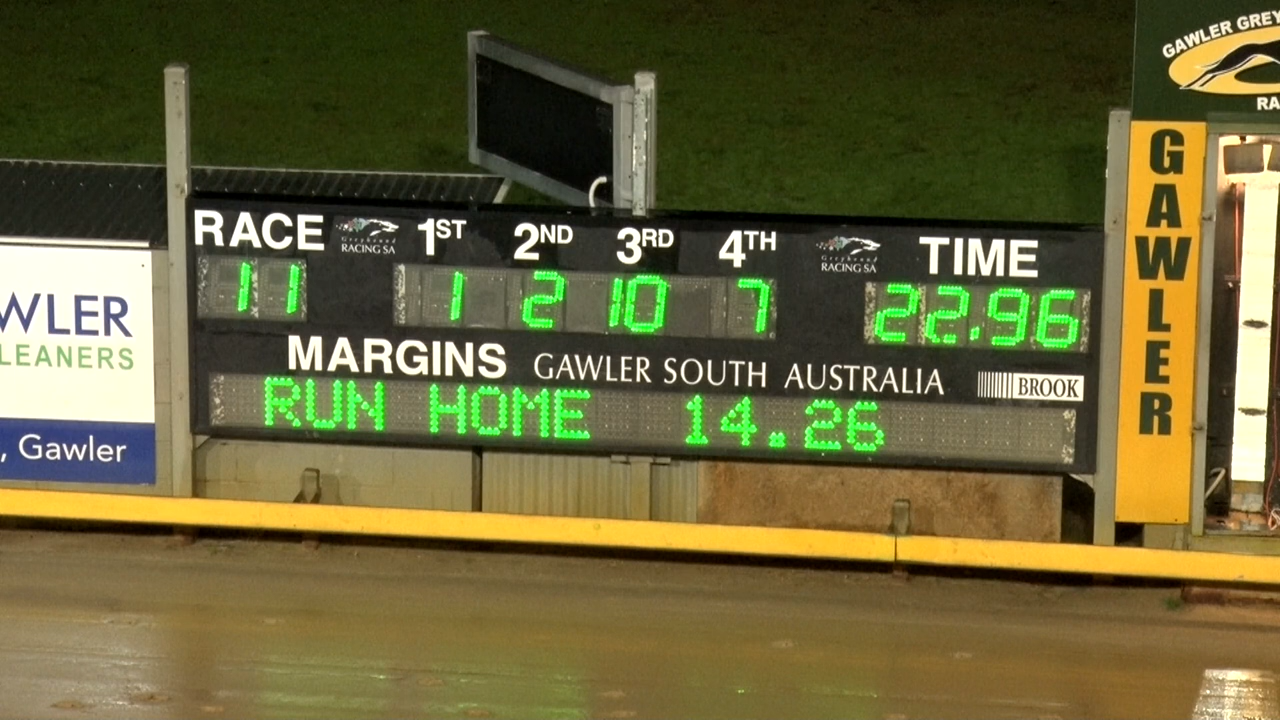 GAWLER GREY
RA
GAWLER
RACE 1ST 2ND 3RD 4TH TIME
Greyhound
RACING SA
Greyhound
RACING SA
11 1 2 10 7 22.96
MARGINS GAWLER SOUTH AUSTRALIA BROOK
RUN HOME 14.26
WLER
LEANERS
, Gawler